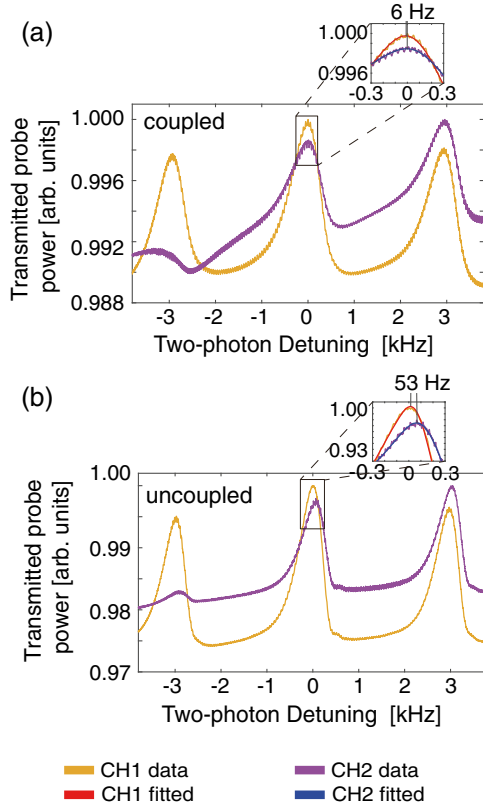 (a)
6 Hz
1.000
0.996
-0.3 0 0.3
coupled
1.000
0.996
0.992
0.988
Transmitted probe
power [arb. units]
-3 -2 -1 0 1 2 3
Two-photon Detuning [kHz]
(b)
53 Hz
1.00
0.93
-0.3 0 0.3
uncoupled
1.00
0.99
0.98
0.97
Transmitted probe
power [arb. units]
-3 -2 -1 0 1 2 3
Two-photon Detuning [kHz]
CH1 data
CH2 data
CH1 fitted
CH2 fitted